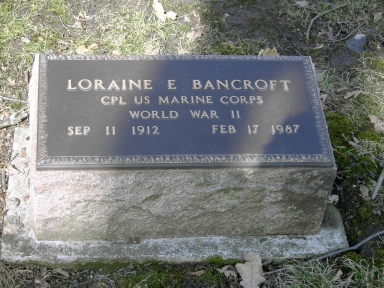 LORAINE E BANCROFT
CPL US MARINE CORPS
WORLD WAR II
SEP 11 1912 FEB 17 1987